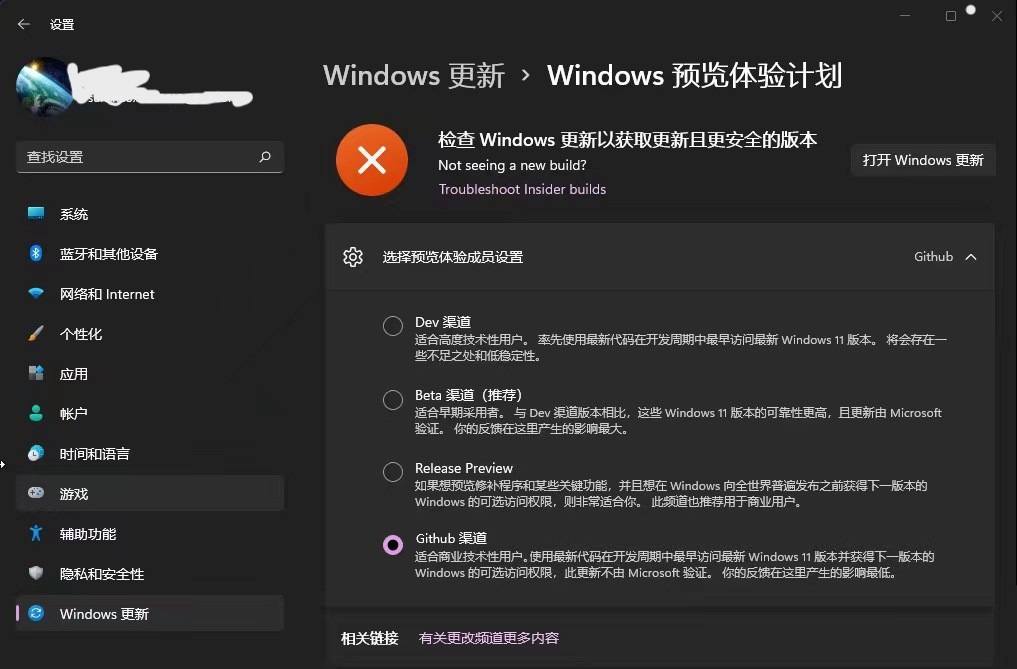 设置
查找设置
系统
蓝牙和其他设备
网络和 Internet
个性化
应用
帐户
时间和语言
游戏
辅助功能
隐私和安全性
Windows 更新
Windows 更新 › Windows 预览体验计划
检查 Windows 更新以获取更新且更安全的版本
Not seeing a new build?
Troubleshoot Insider builds
打开 Windows 更新
选择预览体验成员设置
Github
Dev 渠道
适合高度技术性用户。 率先使用最新代码在开发周期中最早访问最新 Windows 11 版本。 将会存在一
些不足之处和低稳定性。
Beta 渠道（推荐）
适合早期采用者。 与 Dev 渠道版本相比，这些 Windows 11 版本的可靠性更高，且更新由 Microsoft
验证。 你的反馈在这里产生的影响最大。
Release Preview
如果想预览修补程序和某些关键功能，并且想在 Windows 向全世界普遍发布之前获得下一版本的
Windows 的可选访问权限，则非常适合你。 此频道也推荐用于商业用户。
Github 渠道
适合商业技术性用户。使用最新代码在开发周期中最早访问最新 Windows 11 版本并获得下一版本的
Windows 的可选访问权限，此更新不由 Microsoft 验证。 你的反馈在这里产生的影响最低。
相关链接
有关更改频道更多内容